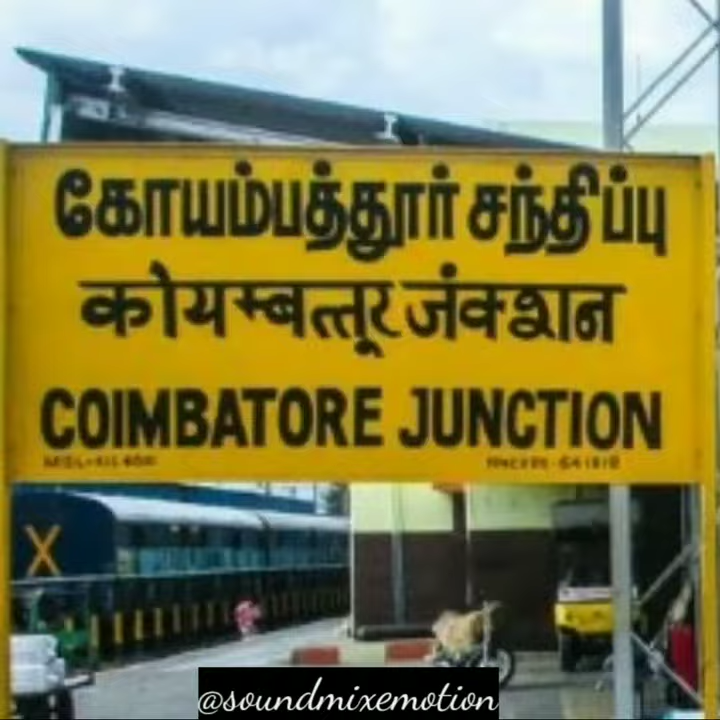 கோயம்பத்தூர் சந்திப்பு
कोयम्बत्तूर जंक्शन
COIMBATORE JUNCTION
X
@soundmixemotion